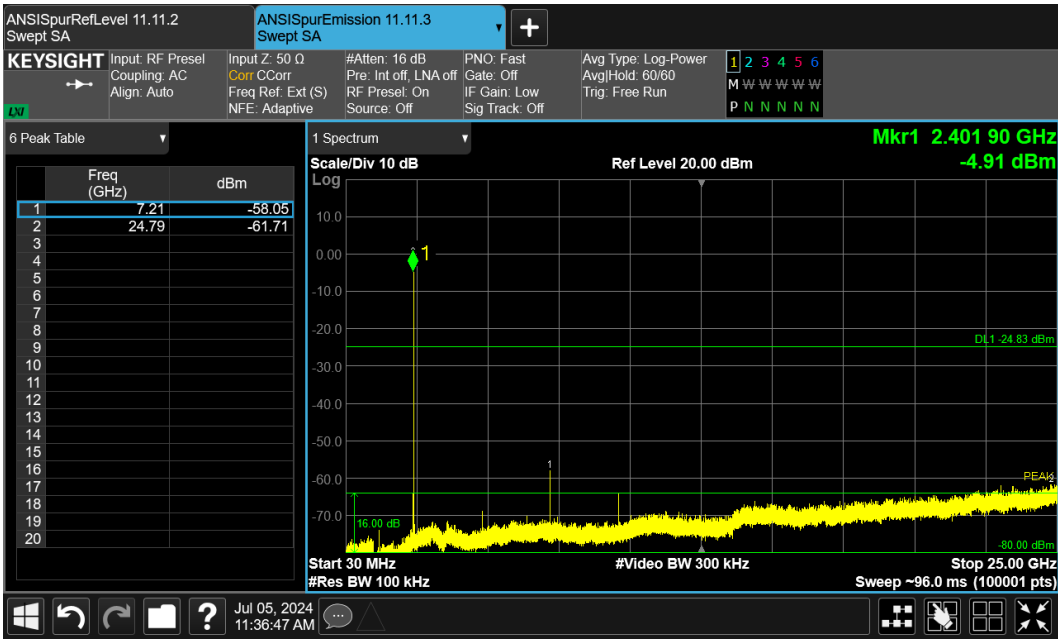 ANSISpurRefLevel 11.11.2
Swept SA
ANSISpurEmission 11.11.3
Swept SA
KEYSIGHT
LXI
Input: RF Presel
Coupling: AC
Align: Auto
Input Z: 50 Ω
Corr CCorr
Freq Ref: Ext (S)
NFE: Adaptive
#Atten: 16 dB
Pre: Int off, LNA off
RF Presel: On
Source: Off
PNO: Fast
Gate: Off
IF Gain: Low
Sig Track: Off
Avg Type: Log-Power
Avg|Hold: 60/60
Trig: Free Run
1 2 3 4 5 6
M W W W W W
P N N N N N
6 Peak Table
Freq (GHz) dBm
1 7.21 -58.05
2 24.79 -61.71
3
4
5
6
7
8
9
10
11
12
13
14
15
16
17
18
19
20
1 Spectrum
Mkr1 2.401 90 GHz
-4.91 dBm
Scale/Div 10 dB
Ref Level 20.00 dBm
Log
10.0
1
0.00
-10.0
-20.0
DL1 -24.83 dBm
-30.0
-40.0
-50.0
1
-60.0
PEAK
-70.0
16.00 dB
-80.00 dBm
Start 30 MHz
#Video BW 300 kHz
Stop 25.00 GHz
#Res BW 100 kHz
Sweep ~96.0 ms (100001 pts)
?
Jul 05, 2024
11:36:47 AM